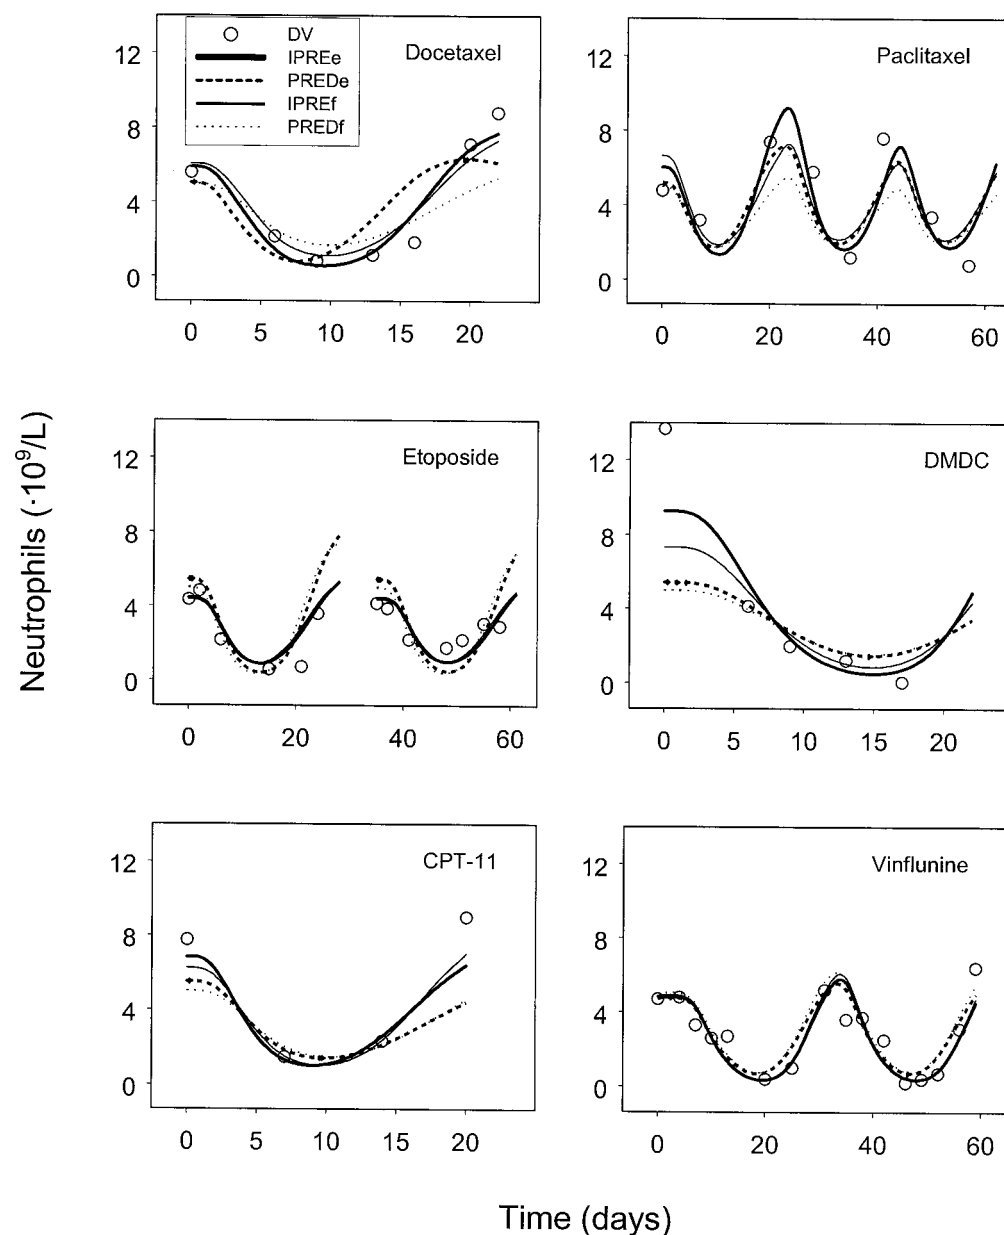 Neutrophils (·10⁹/L)
DV
IPREe
PREDe
IPREf
PREDf
Docetaxel
12
8
4
0
0 5 10 15 20
Paclitaxel
12
8
4
0
0 20 40 60
Etoposide
12
8
4
0
0 20 40 60
DMDC
12
8
4
0
0 5 10 15 20
CPT-11
12
8
4
0
0 5 10 15 20
Vinflunine
12
8
4
0
0 20 40 60
Time (days)